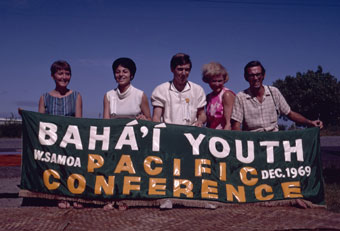 BAHÁ'Í YOUTH
W. SAMOA PACIFIC DEC. 1969
CONFERENCE